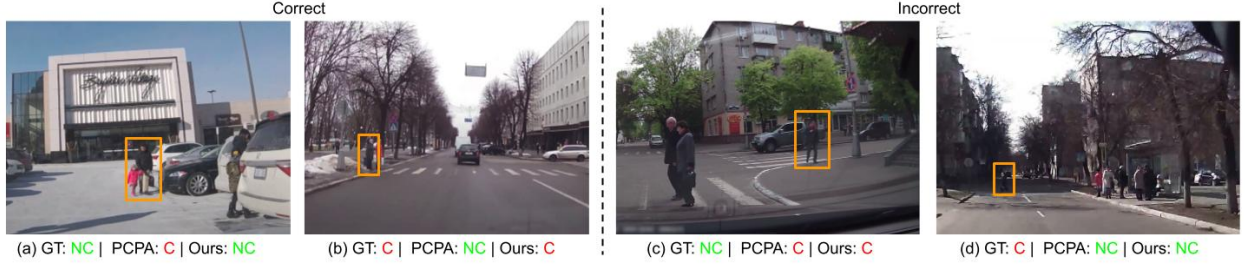 Correct
Incorrect
(a) GT: NC | PCPA: C | Ours: NC
(b) GT: C | PCPA: NC | Ours: C
(c) GT: NC | PCPA: C | Ours: C
(d) GT: C | PCPA: NC | Ours: NC